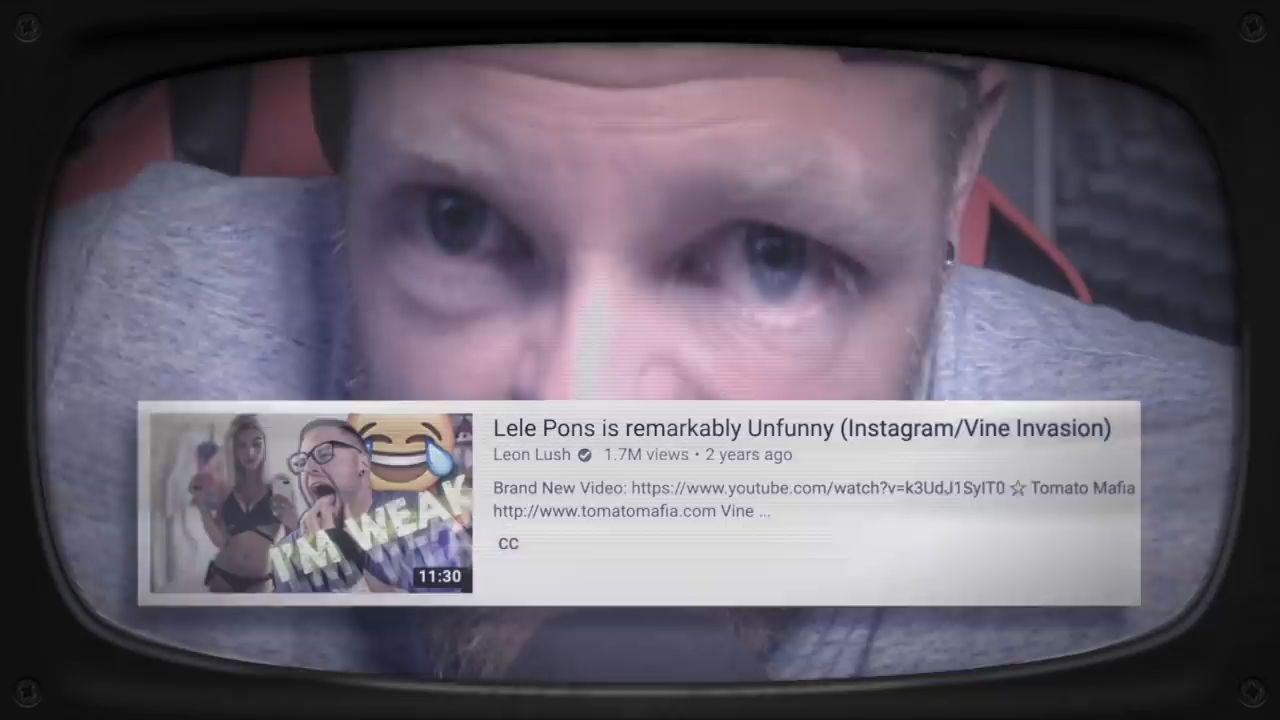 I'M WEAK
11:30
Lele Pons is remarkably Unfunny (Instagram/Vine Invasion)
Leon Lush 1.7M views • 2 years ago
Brand New Video: https://www.youtube.com/watch?v=k3UdJ1SyIT0 ☆ Tomato Mafia
http://www.tomatomafia.com Vine ...
CC